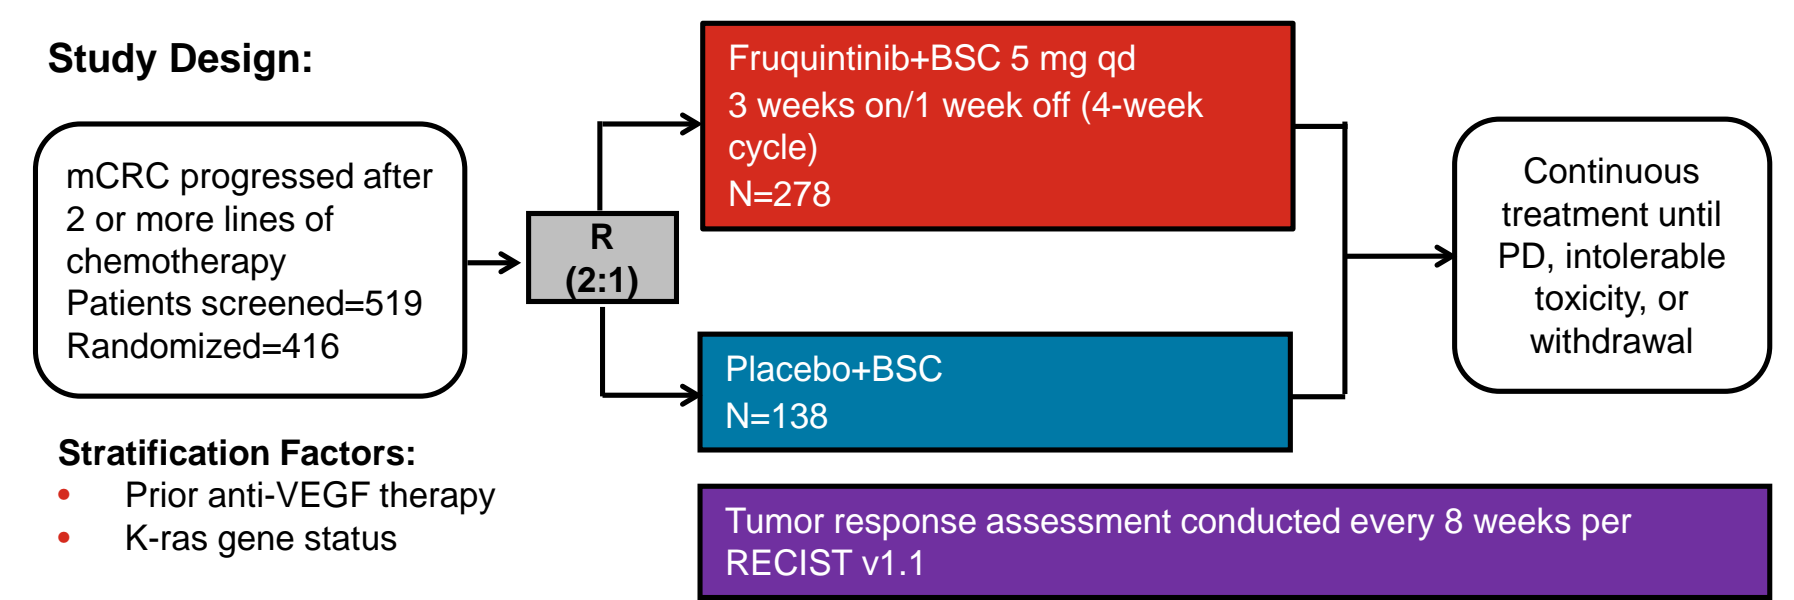 Study Design:
mCRC progressed after
2 or more lines of
chemotherapy
Patients screened=519
Randomized=416
R
(2:1)
Fruquintinib+BSC 5 mg qd
3 weeks on/1 week off (4-week
cycle)
N=278
Placebo+BSC
N=138
Continuous
treatment until
PD, intolerable
toxicity, or
withdrawal
Stratification Factors:
• Prior anti-VEGF therapy
• K-ras gene status
Tumor response assessment conducted every 8 weeks per
RECIST v1.1